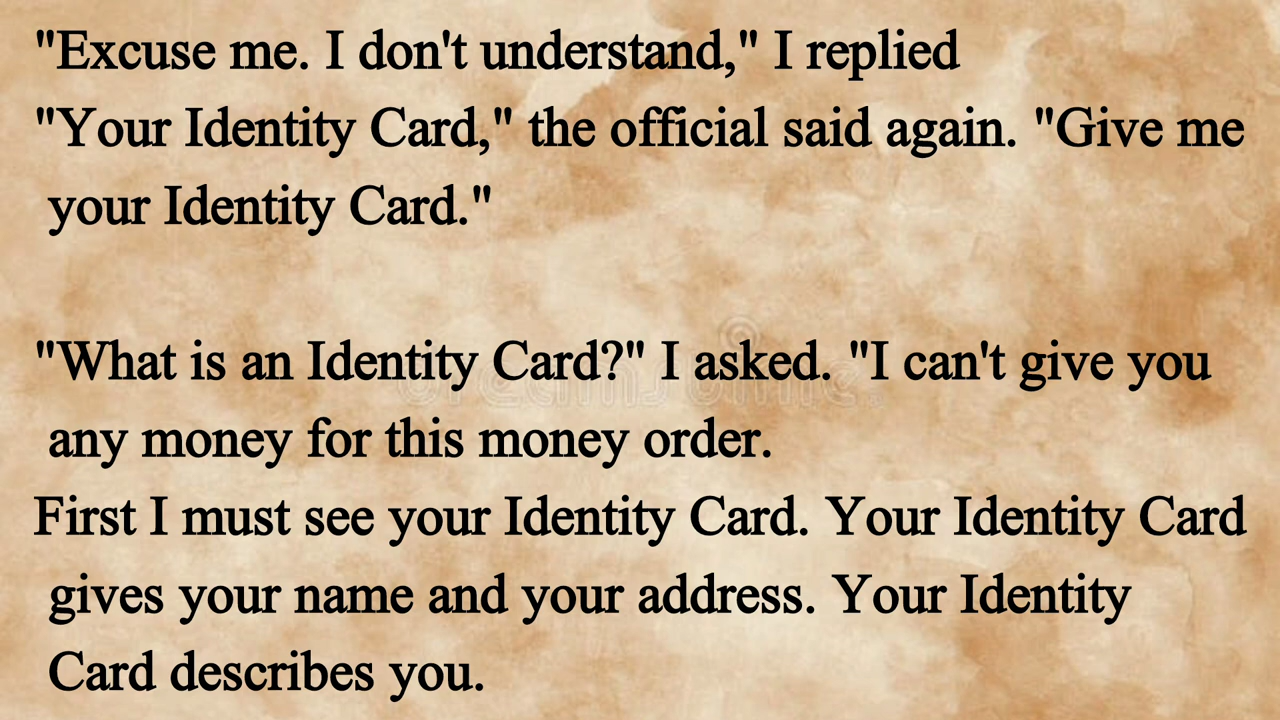 "Excuse me. I don't understand," I replied
"Your Identity Card," the official said again. "Give me
your Identity Card."
"What is an Identity Card?" I asked. "I can't give you
any money for this money order.
First I must see your Identity Card. Your Identity Card
gives your name and your address. Your Identity
Card describes you.
dreamstime.